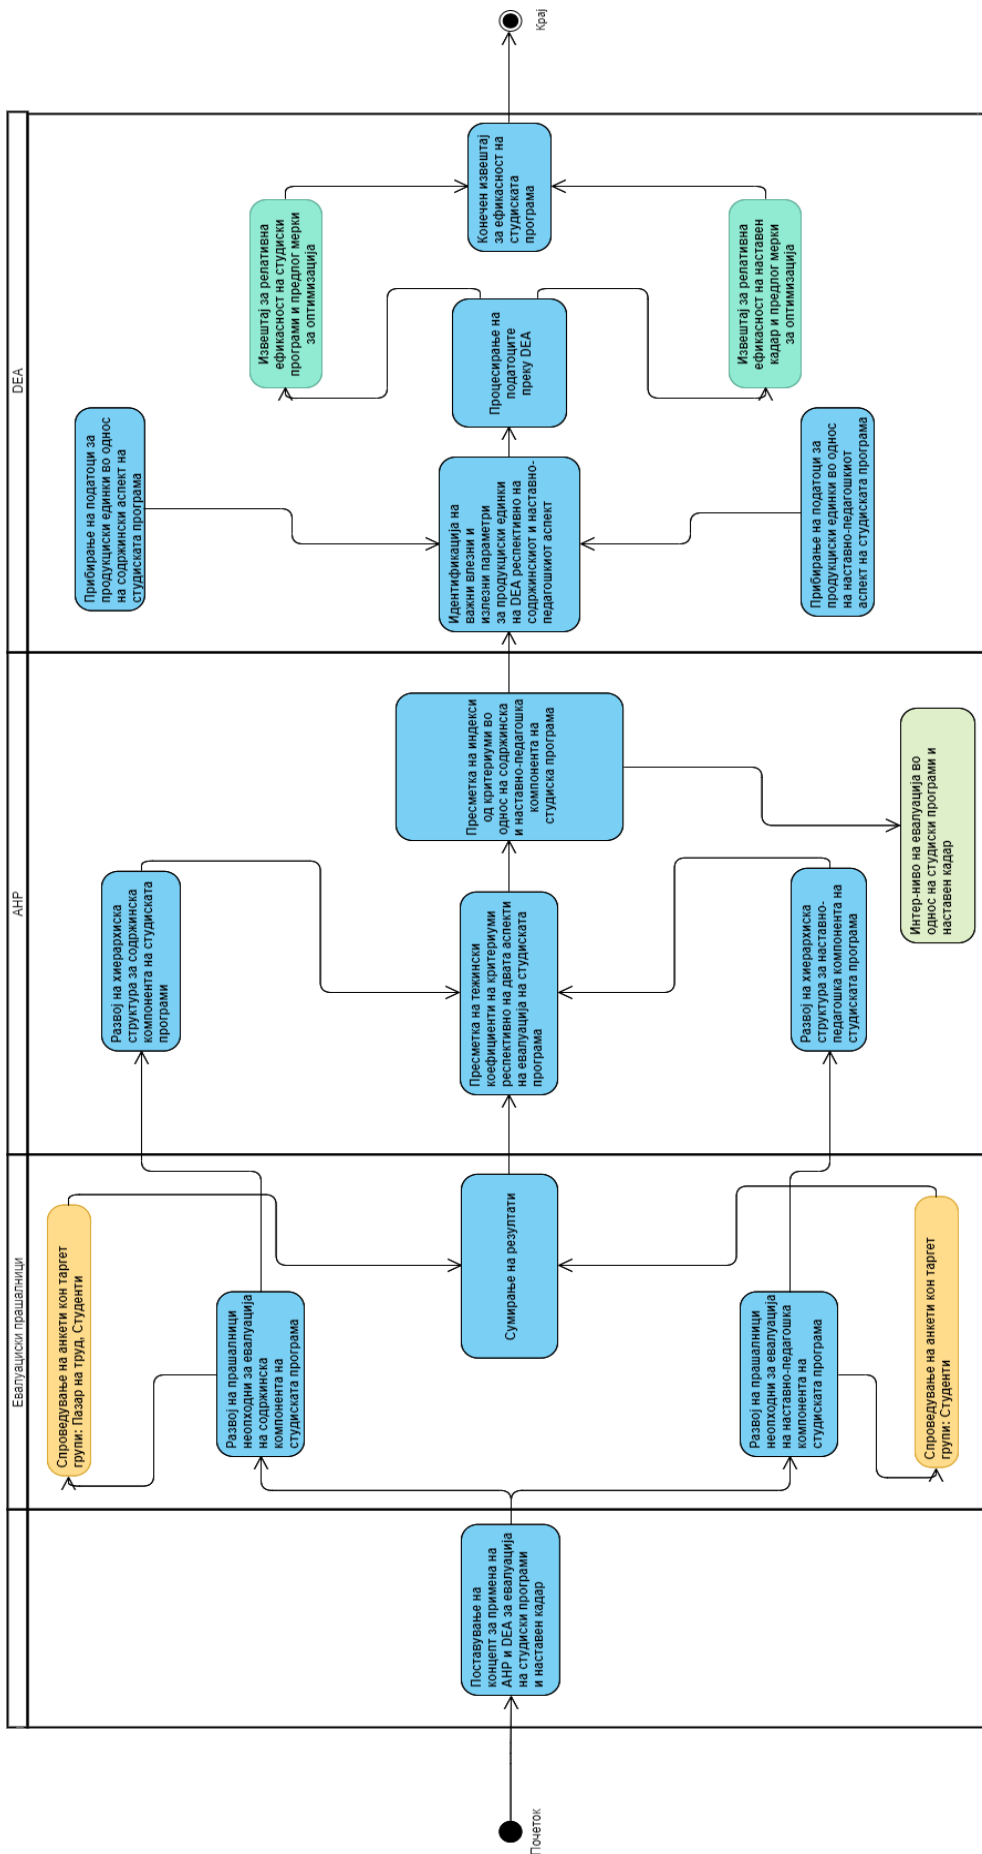 Почеток
Поставување на
концепт за примена на
АНР и DEA за евалуација
на студиски програми
и наставен кадар
Евалуациски прашалници
Спроведување на анкети кон таргет
групи: Пазар на труд, Студенти
Развој на прашалници
неопходни за евалуација
на содржинска
компонента на
студиската програма
Сумирање на резултати
Развој на прашалници
неопходни за евалуација
на наставно-педагошка
компонента на
студиската програма
Спроведување на анкети кон таргет
групи: Студенти
AHP
Развој на хиерархиска
структура за содржинска
компонента на студиската
програми
Пресметка на тежински
коефициенти на критериуми
респективно на двата аспекти
на евалуација на студиската
програма
Развој на хиерархиска
структура за наставно-
педагошка компонента на
студиската програма
Пресметка на индекси
од критериуми во
однос на содржинска
и наставно-педагошка
компонента на
студиска програма
Интер-ниво на евалуација во
однос на студиски програми и
наставен кадар
DEA
Прибирање на податоци за
продукциски единки во однос
на содржински аспект на
студиската програма
Идентификација на
важни влезни и
излезни параметри
за продукциски единки
на DEA респективно на
содржинскиот и наставно-
педагошкиот аспект
Прибирање на податоци за
продукциски единки во однос
на наставно-педагошкиот
аспект на студиската програма
Процесирање на
податоците
преку DEA
Извештај за релативна
ефикасност на студиски
програми и предлог мерки
за оптимизација
Извештај за релативна
ефикасност на наставен
кадар и предлог мерки
за оптимизација
Конечен извештај
за ефикасност на
студиската
програма
Крај